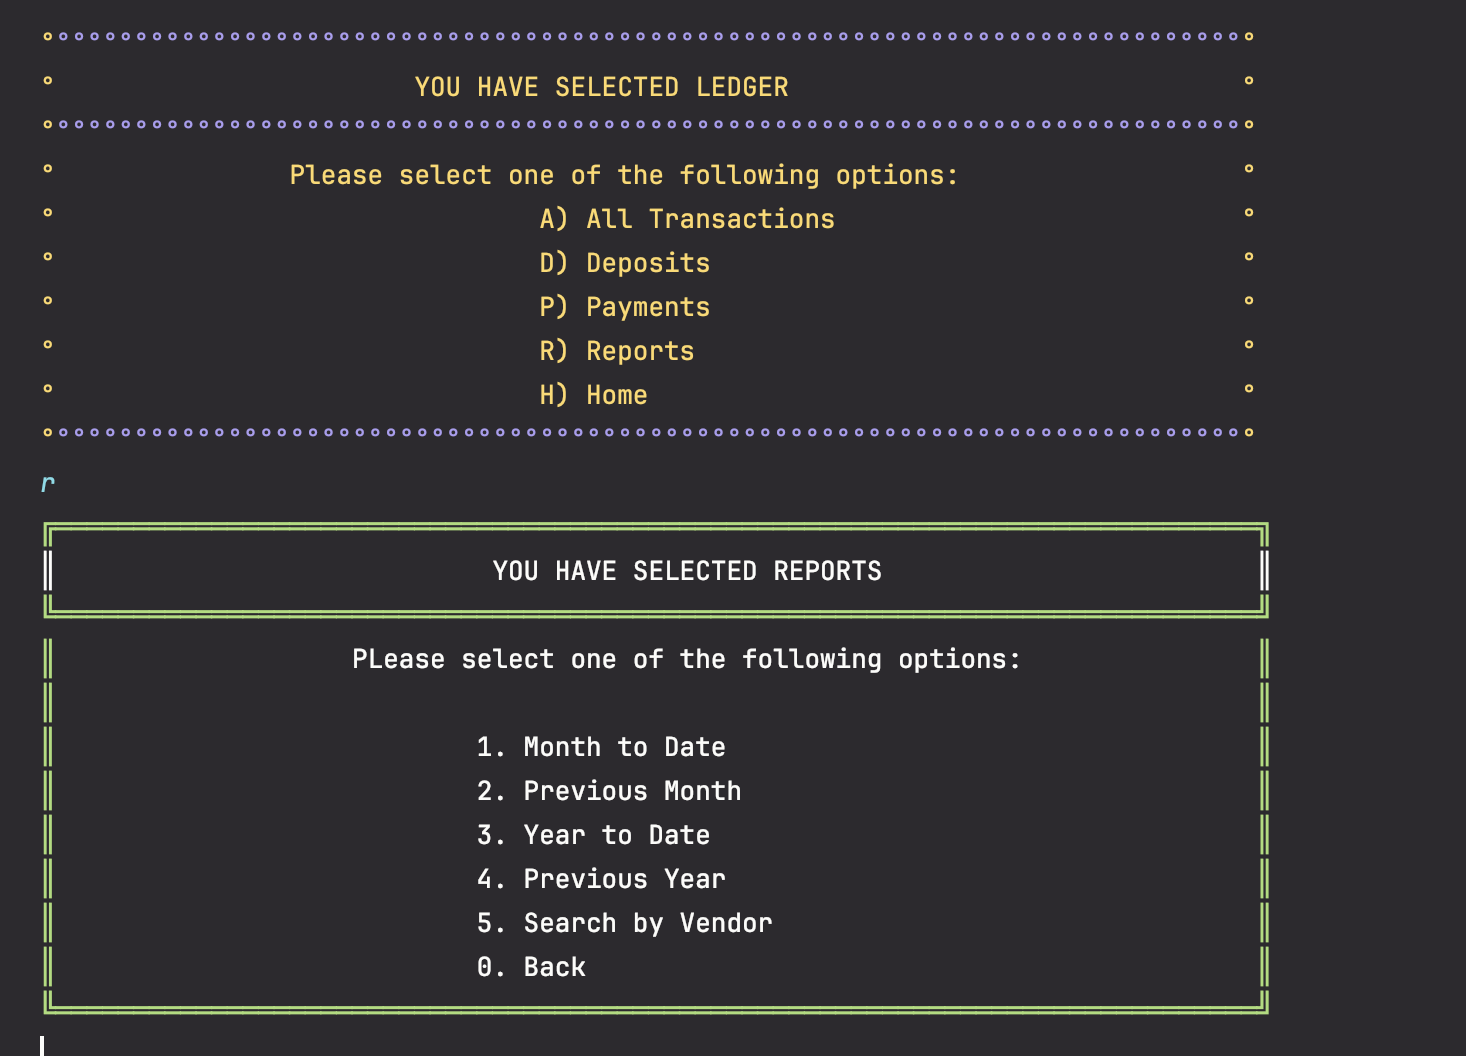 YOU HAVE SELECTED LEDGER
Please select one of the following options:
A) All Transactions
D) Deposits
P) Payments
R) Reports
H) Home
r
YOU HAVE SELECTED REPORTS
PLease select one of the following options:
1. Month to Date
2. Previous Month
3. Year to Date
4. Previous Year
5. Search by Vendor
0. Back